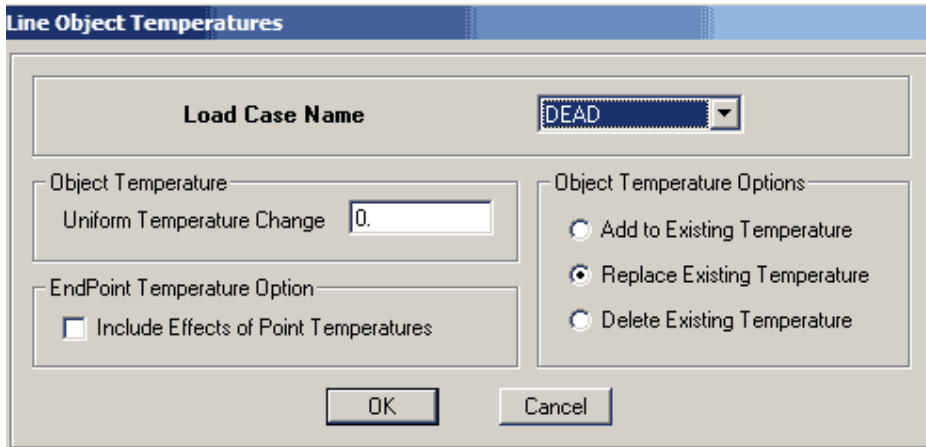 Line Object Temperatures
Load Case Name
DEAD
Object Temperature
Uniform Temperature Change
0.
EndPoint Temperature Option
Include Effects of Point Temperatures
Object Temperature Options
Add to Existing Temperature
Replace Existing Temperature
Delete Existing Temperature
OK
Cancel